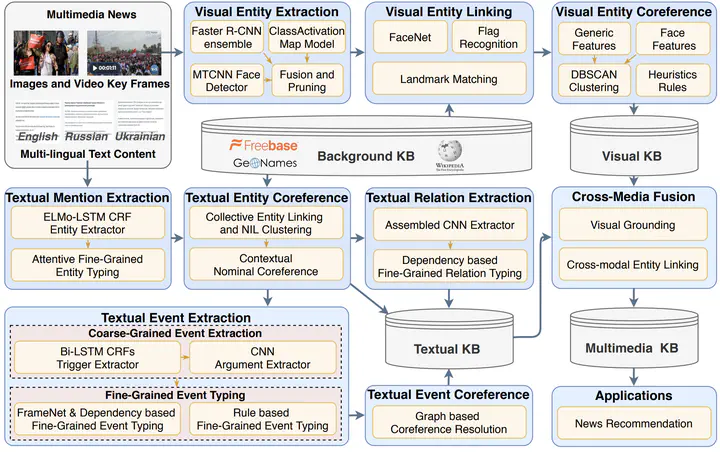 Multimedia News
00:01:11
Images and Video Key Frames
English Russian Ukrainian
Multi-lingual Text Content
Visual Entity Extraction
Faster R-CNN
ensemble
ClassActivation
Map Model
MTCNN Face
Detector
Fusion and
Pruning
Visual Entity Linking
FaceNet
Flag
Recognition
Landmark Matching
Visual Entity Coreference
Generic
Features
Face
Features
DBSCAN
Clustering
Heuristics
Rules
Freebase
GeoNames
Background KB
WIKIPEDIA
The Free Encyclopedia
Visual KB
Textual Mention Extraction
ELMo-LSTM CRF
Entity Extractor
Attentive Fine-Grained
Entity Typing
Textual Entity Coreference
Collective Entity Linking
and NIL Clustering
Contextual
Nominal Coreference
Textual Relation Extraction
Assembled CNN Extractor
Dependency based
Fine-Grained Relation Typing
Cross-Media Fusion
Visual Grounding
Cross-modal Entity Linking
Textual Event Extraction
Coarse-Grained Event Extraction
Bi-LSTM CRFs
Trigger Extractor
CNN
Argument Extractor
Fine-Grained Event Typing
FrameNet & Dependency based
Fine-Grained Event Typing
Rule based
Fine-Grained Event Typing
Textual KB
Textual Event Coreference
Graph based
Coreference Resolution
Multimedia KB
Applications
News Recommendation